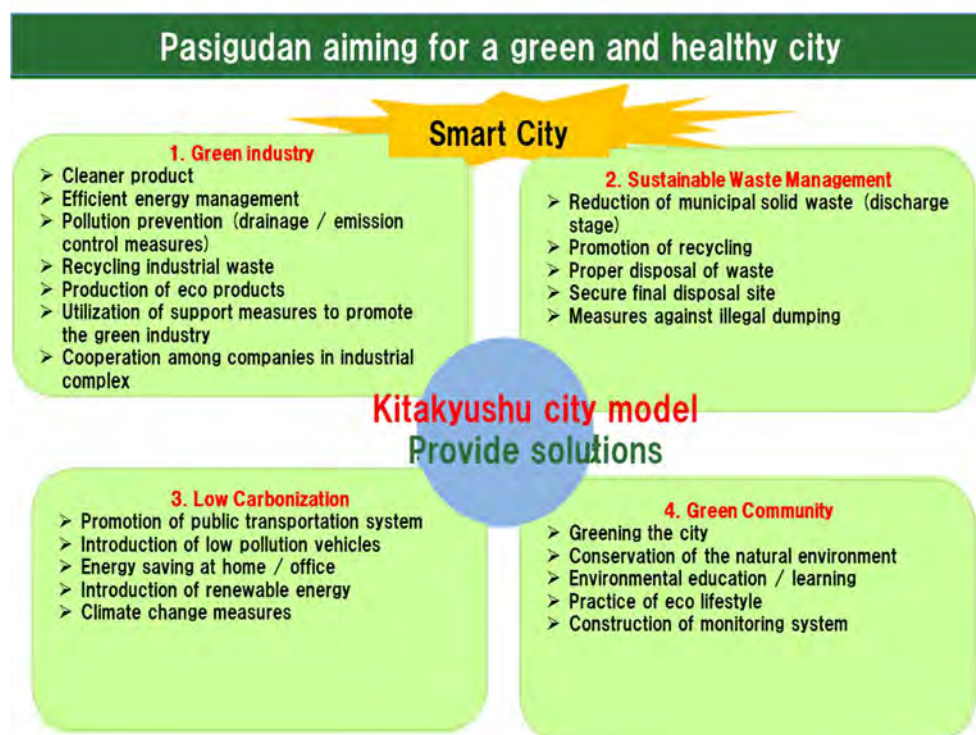 Pasigudan aiming for a green and healthy city
Smart City
1. Green industry
➢ Cleaner product
➢ Efficient energy management
➢ Pollution prevention (drainage / emission
control measures)
➢ Recycling industrial waste
➢ Production of eco products
➢ Utilization of support measures to promote
the green industry
➢ Cooperation among companies in industrial
complex
2. Sustainable Waste Management
➢ Reduction of municipal solid waste (discharge
stage)
➢ Promotion of recycling
➢ Proper disposal of waste
➢ Secure final disposal site
➢ Measures against illegal dumping
Kitakyushu city model
Provide solutions
3. Low Carbonization
➢ Promotion of public transportation system
➢ Introduction of low pollution vehicles
➢ Energy saving at home / office
➢ Introduction of renewable energy
➢ Climate change measures
4. Green Community
➢ Greening the city
➢ Conservation of the natural environment
➢ Environmental education / learning
➢ Practice of eco lifestyle
➢ Construction of monitoring system